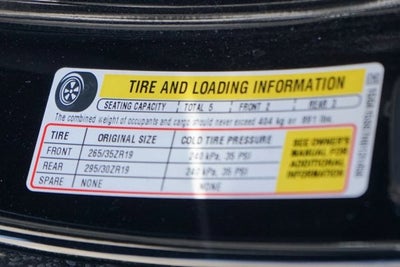 TIRE AND LOADING INFORMATION
SEATING CAPACITY TOTAL 5 FRONT 2 REAR 3
The combined weight of occupants and cargo should never exceed 404 kg or 891 lbs.
TIRE ORIGINAL SIZE COLD TIRE PRESSURE
FRONT 265/35ZR19 240 kPa, 35 PSI
REAR 295/30ZR19 240 kPa, 35 PSI
SPARE NONE NONE
SEE OWNER'S
MANUAL FOR
ADDITIONAL
INFORMATION